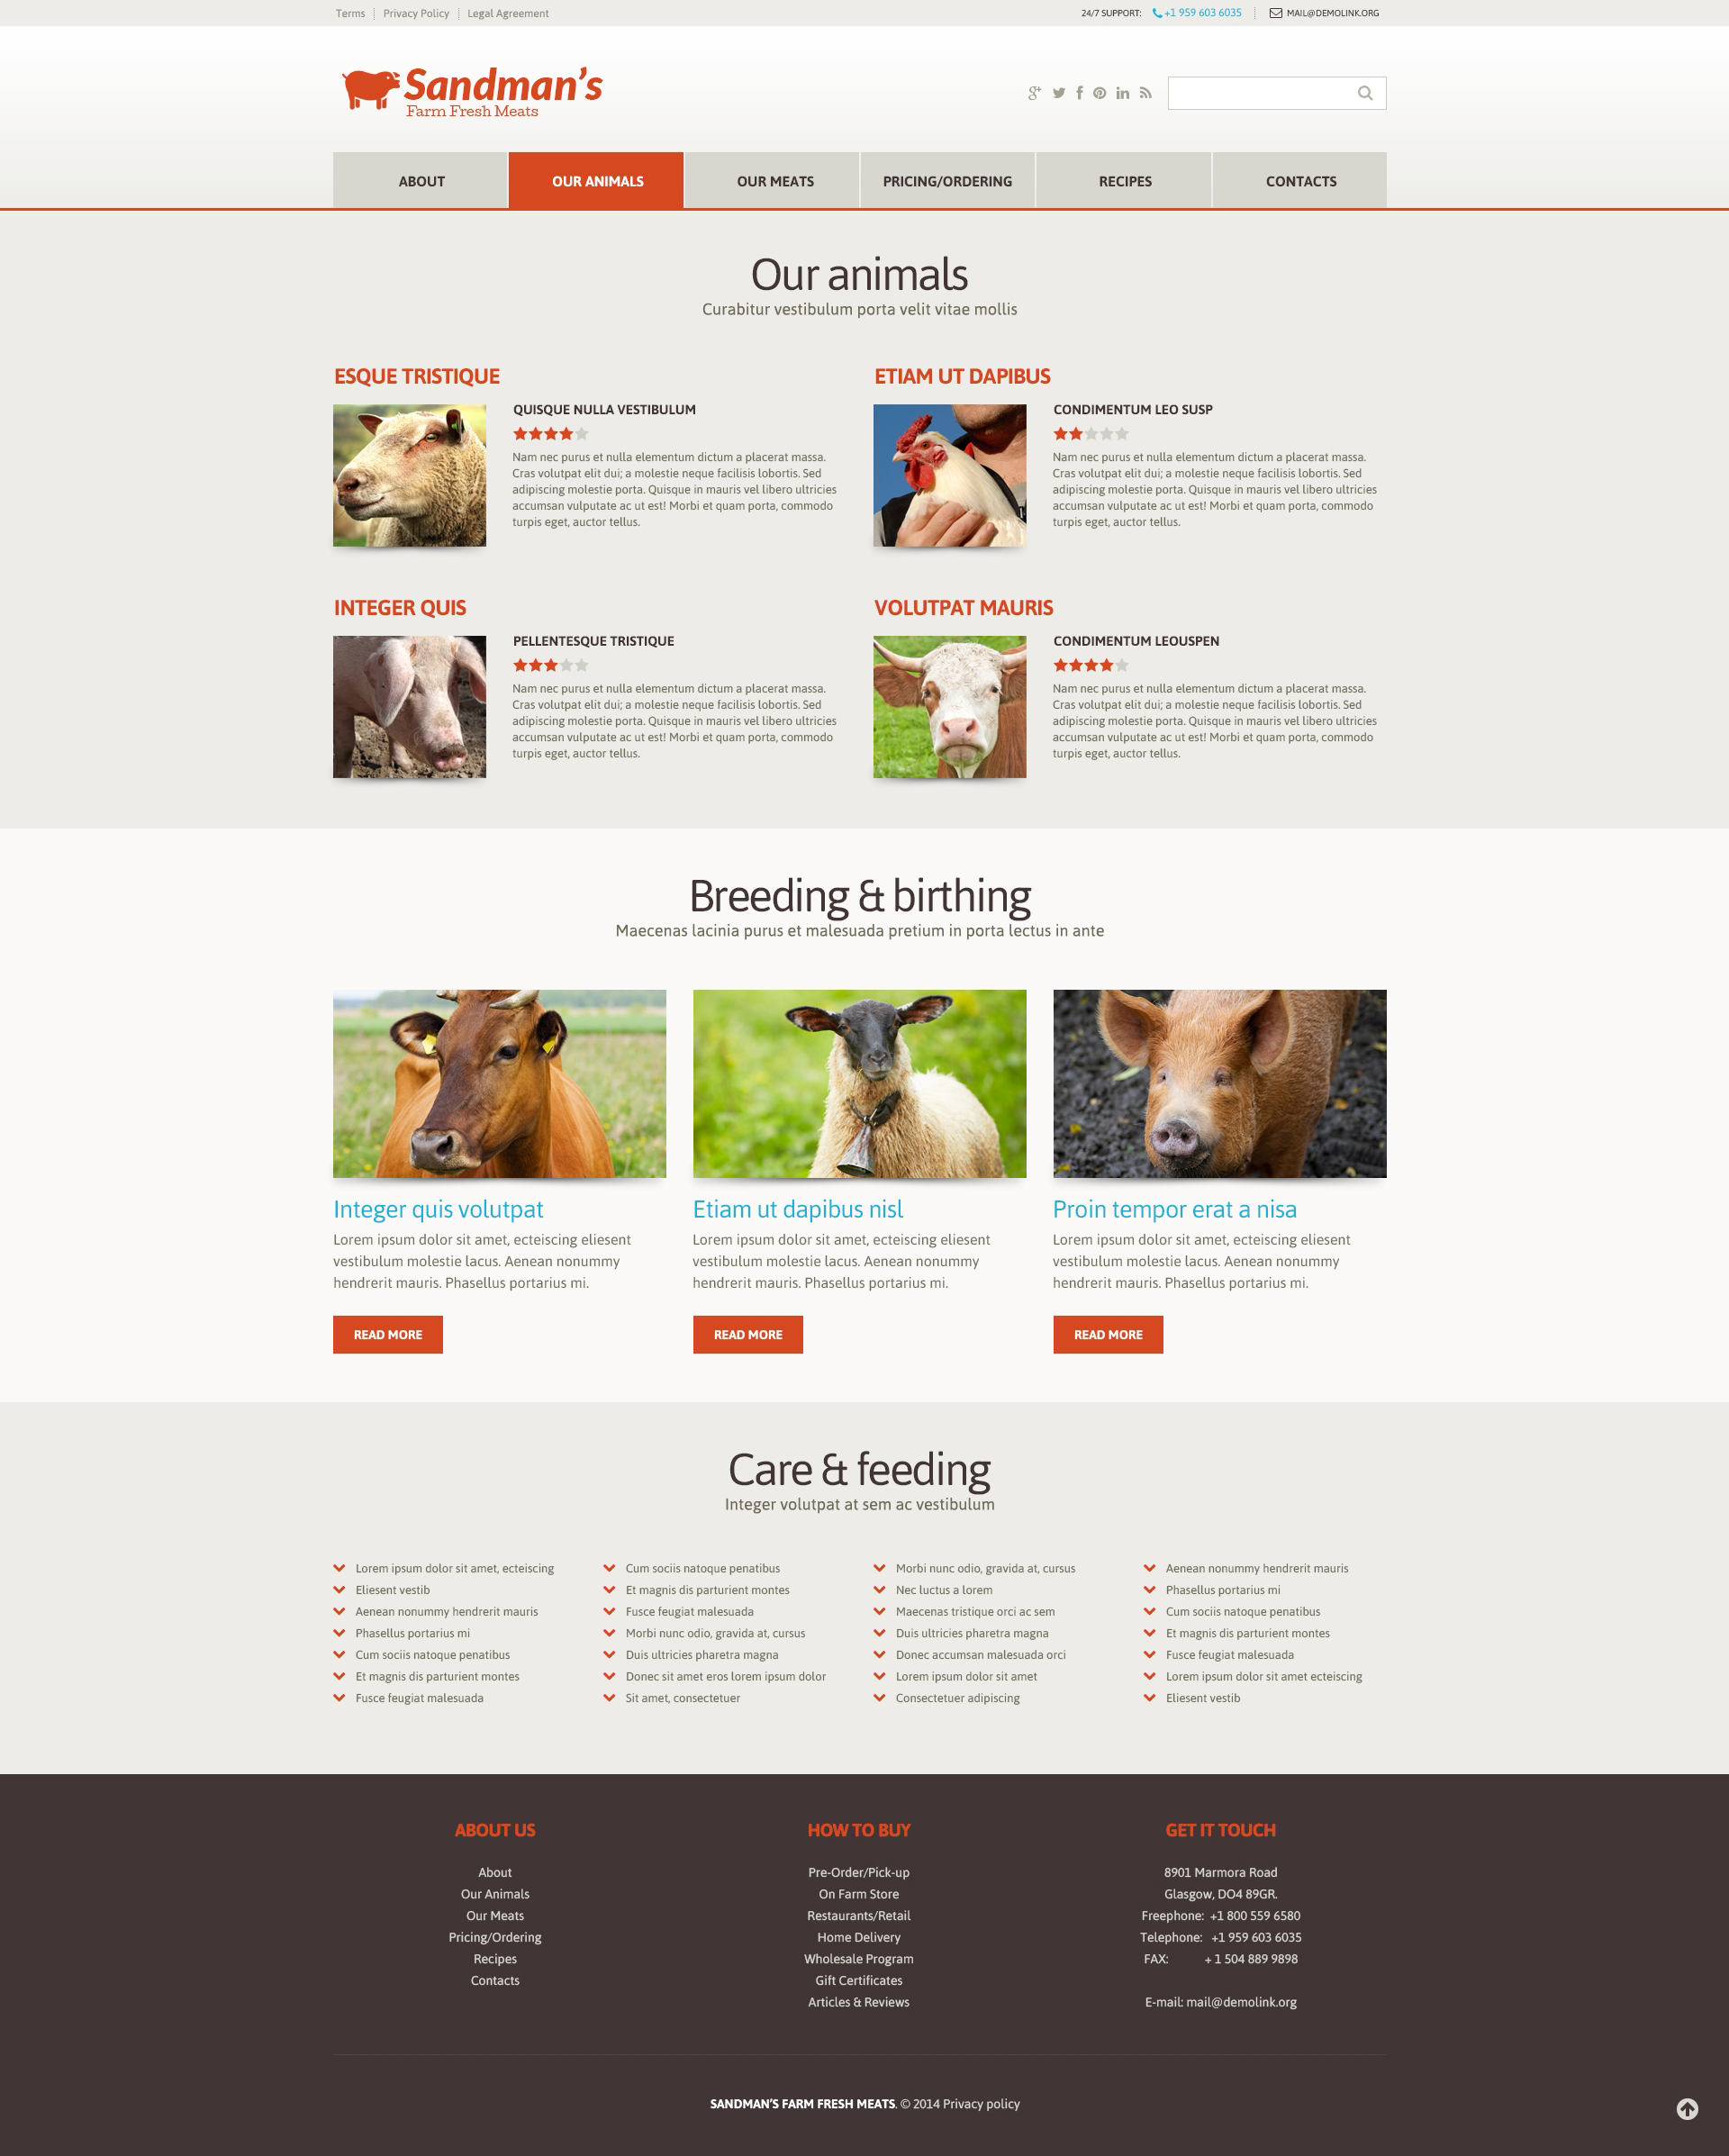 Terms
Privacy Policy
Legal Agreement
24/7 SUPPORT:
+1 959 603 6035
MAIL@DEMOLINK.ORG
Sandman's
Farm Fresh Meats
ABOUT
OUR ANIMALS
OUR MEATS
PRICING/ORDERING
RECIPES
CONTACTS
Our animals
Curabitur vestibulum porta velit vitae mollis
ESQUE TRISTIQUE
QUISQUE NULLA VESTIBULUM
Nam nec purus et nulla elementum dictum a placerat massa.
Cras volutpat elit dui; a molestie neque facilisis lobortis. Sed
adipiscing molestie porta. Quisque in mauris vel libero ultricies
accumsan vulputate ac ut est! Morbi et quam porta, commodo
turpis eget, auctor tellus.
ETIAM UT DAPIBUS
CONDIMENTUM LEO SUSP
Nam nec purus et nulla elementum dictum a placerat massa.
Cras volutpat elit dui; a molestie neque facilisis lobortis. Sed
adipiscing molestie porta. Quisque in mauris vel libero ultricies
accumsan vulputate ac ut est! Morbi et quam porta, commodo
turpis eget, auctor tellus.
INTEGER QUIS
PELLENTESQUE TRISTIQUE
Nam nec purus et nulla elementum dictum a placerat massa.
Cras volutpat elit dui; a molestie neque facilisis lobortis. Sed
adipiscing molestie porta. Quisque in mauris vel libero ultricies
accumsan vulputate ac ut est! Morbi et quam porta, commodo
turpis eget, auctor tellus.
VOLUTPAT MAURIS
CONDIMENTUM LEOUSPEN
Nam nec purus et nulla elementum dictum a placerat massa.
Cras volutpat elit dui; a molestie neque facilisis lobortis. Sed
adipiscing molestie porta. Quisque in mauris vel libero ultricies
accumsan vulputate ac ut est! Morbi et quam porta, commodo
turpis eget, auctor tellus.
Breeding & birthing
Maecenas lacinia purus et malesuada pretium in porta lectus in ante
Integer quis volutpat
Lorem ipsum dolor sit amet, ecteiscing eliesent
vestibulum molestie lacus. Aenean nonummy
hendrerit mauris. Phasellus portarius mi.
READ MORE
Etiam ut dapibus nisl
Lorem ipsum dolor sit amet, ecteiscing eliesent
vestibulum molestie lacus. Aenean nonummy
hendrerit mauris. Phasellus portarius mi.
READ MORE
Proin tempor erat a nisa
Lorem ipsum dolor sit amet, ecteiscing eliesent
vestibulum molestie lacus. Aenean nonummy
hendrerit mauris. Phasellus portarius mi.
READ MORE
Care & feeding
Integer volutpat at sem ac vestibulum
Lorem ipsum dolor sit amet, ecteiscing
Eliesent vestib
Aenean nonummy hendrerit mauris
Phasellus portarius mi
Cum sociis natoque penatibus
Et magnis dis parturient montes
Fusce feugiat malesuada
Cum sociis natoque penatibus
Et magnis dis parturient montes
Fusce feugiat malesuada
Morbi nunc odio, gravida at, cursus
Duis ultricies pharetra magna
Donec sit amet eros lorem ipsum dolor
Sit amet, consectetuer
Morbi nunc odio, gravida at, cursus
Nec luctus a lorem
Maecenas tristique orci ac sem
Duis ultricies pharetra magna
Donec accumsan malesuada orci
Lorem ipsum dolor sit amet
Consectetuer adipiscing
Aenean nonummy hendrerit mauris
Phasellus portarius mi
Cum sociis natoque penatibus
Et magnis dis parturient montes
Fusce feugiat malesuada
Lorem ipsum dolor sit amet ecteiscing
Eliesent vestib
ABOUT US
About
Our Animals
Our Meats
Pricing/Ordering
Recipes
Contacts
HOW TO BUY
Pre-Order/Pick-up
On Farm Store
Restaurants/Retail
Home Delivery
Wholesale Program
Gift Certificates
Articles & Reviews
GET IT TOUCH
8901 Marmora Road
Glasgow, DO4 89GR.
Freephone: +1 800 559 6580
Telephone: +1 959 603 6035
FAX: + 1 504 889 9898
E-mail: mail@demolink.org
SANDMAN'S FARM FRESH MEATS. © 2014 Privacy policy